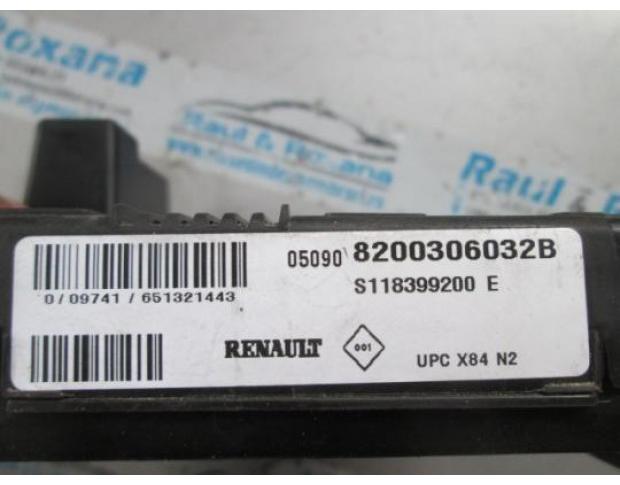 Roxana
Raul & Roxana
Raul &
05090 8200306032B
S118399200 E
0/09741/651321443
RENAULT 001 UPC X84 N2